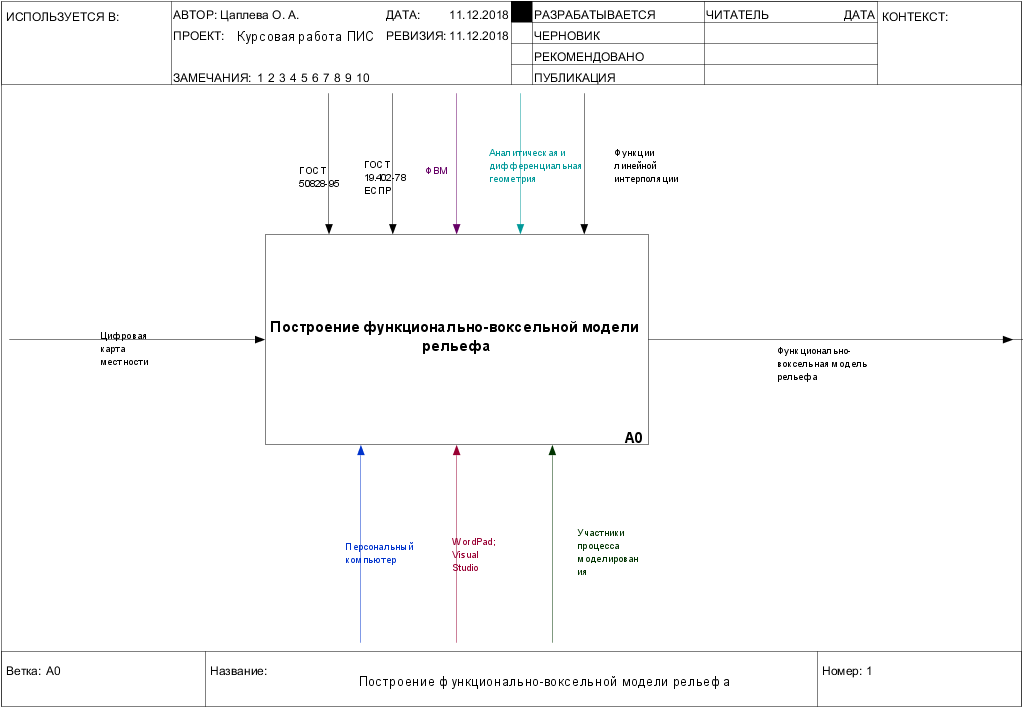 ИСПОЛЬЗУЕТСЯ В:
АВТОР: Цаплева О. А.
ДАТА: 11.12.2018
ПРОЕКТ: Курсовая работа ПИС
РЕВИЗИЯ: 11.12.2018
ЗАМЕЧАНИЯ: 1 2 3 4 5 6 7 8 9 10
РАЗРАБАТЫВАЕТСЯ
ЧЕРНОВИК
РЕКОМЕНДОВАНО
ПУБЛИКАЦИЯ
ЧИТАТЕЛЬ
ДАТА
КОНТЕКСТ:
ГОСТ
50828-95
ГОСТ
19.402-78
ЕСПР
ФВМ
Аналитическая и
дифференциальная
геометрия
Функции
линейной
интерполяции
Цифровая
карта
местности
Построение функционально-воксельной модели
рельефа
A0
Функционально-
воксельная модель
рельефа
Персональный
компьютер
WordPad;
Visual
Studio
Участники
процесса
моделирован
ия
Ветка: A0
Название:
Построение функционально-воксельной модели рельефа
Номер: 1